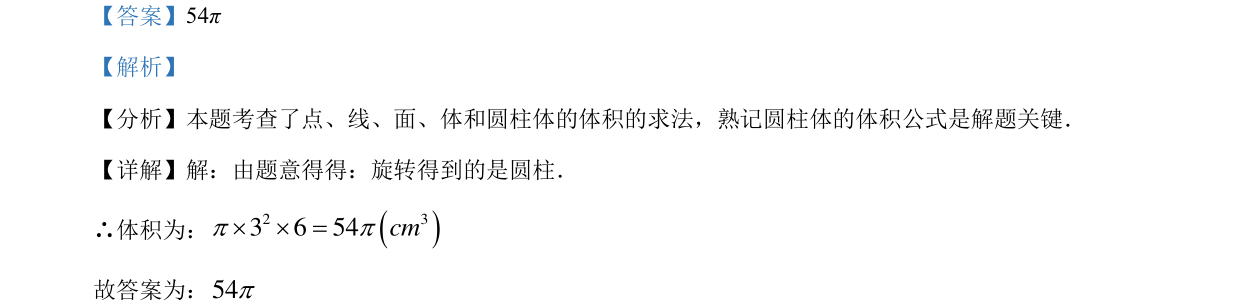 【答案】54π
【解析】
【分析】本题考查了点、线、面、体和圆柱体的体积的求法，熟记圆柱体的体积公式是解题关键．
【详解】解：由题意得得：旋转得到的是圆柱．
∴体积为：π×3²×6=54π(cm³)
故答案为：54π